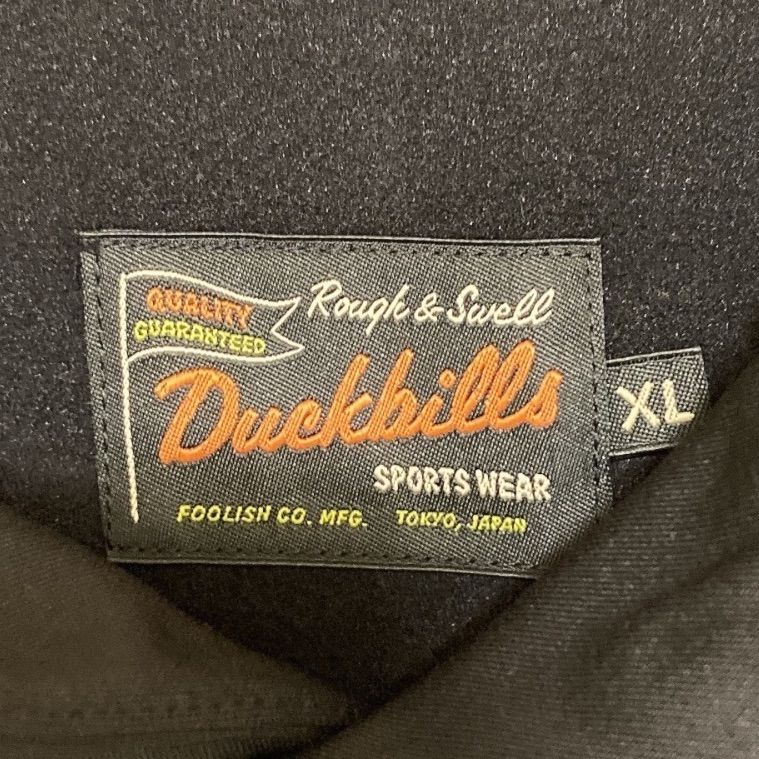 QUALITY
GUARANTEED
Rough & Swell
Duckbills
SPORTS WEAR
FOOLISH CO. MFG. TOKYO, JAPAN
XL